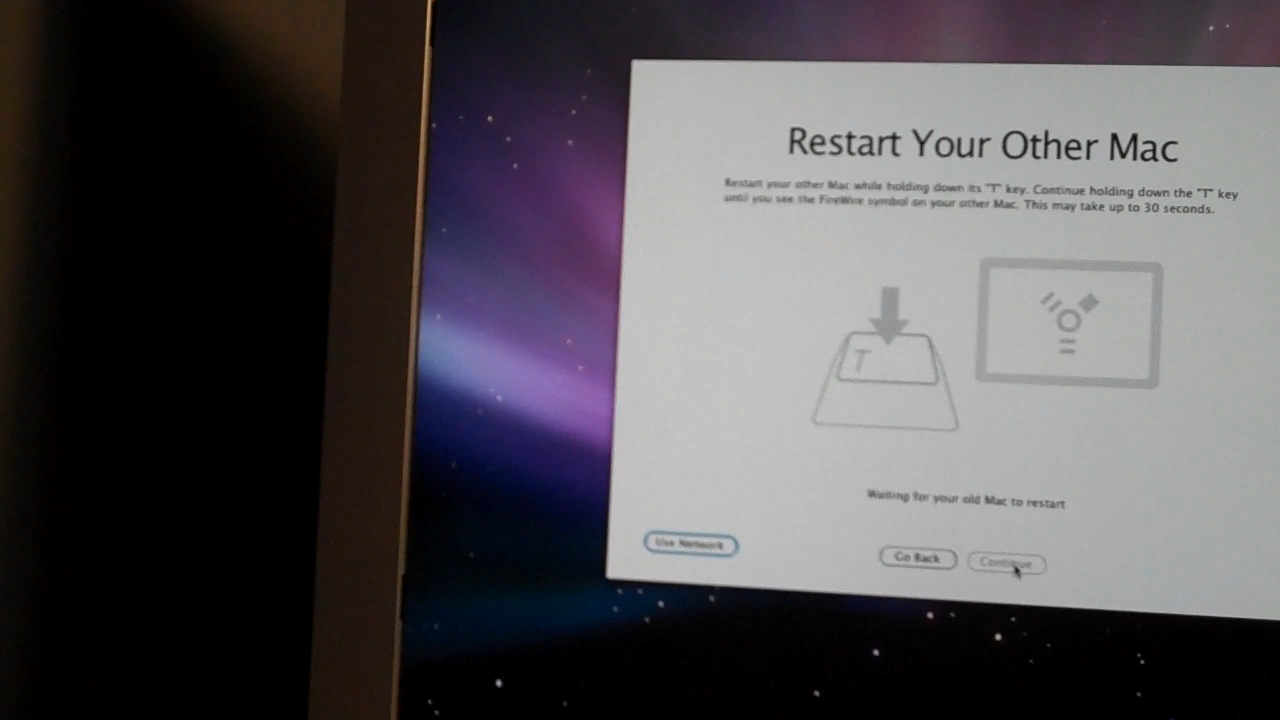 Restart Your Other Mac
Restart your other Mac while holding down its "T" key. Continue holding down the "T" key
until you see the FireWire symbol on your other Mac. This may take up to 30 seconds.
T
Waiting for your old Mac to restart
Use Network
Go Back
Continue